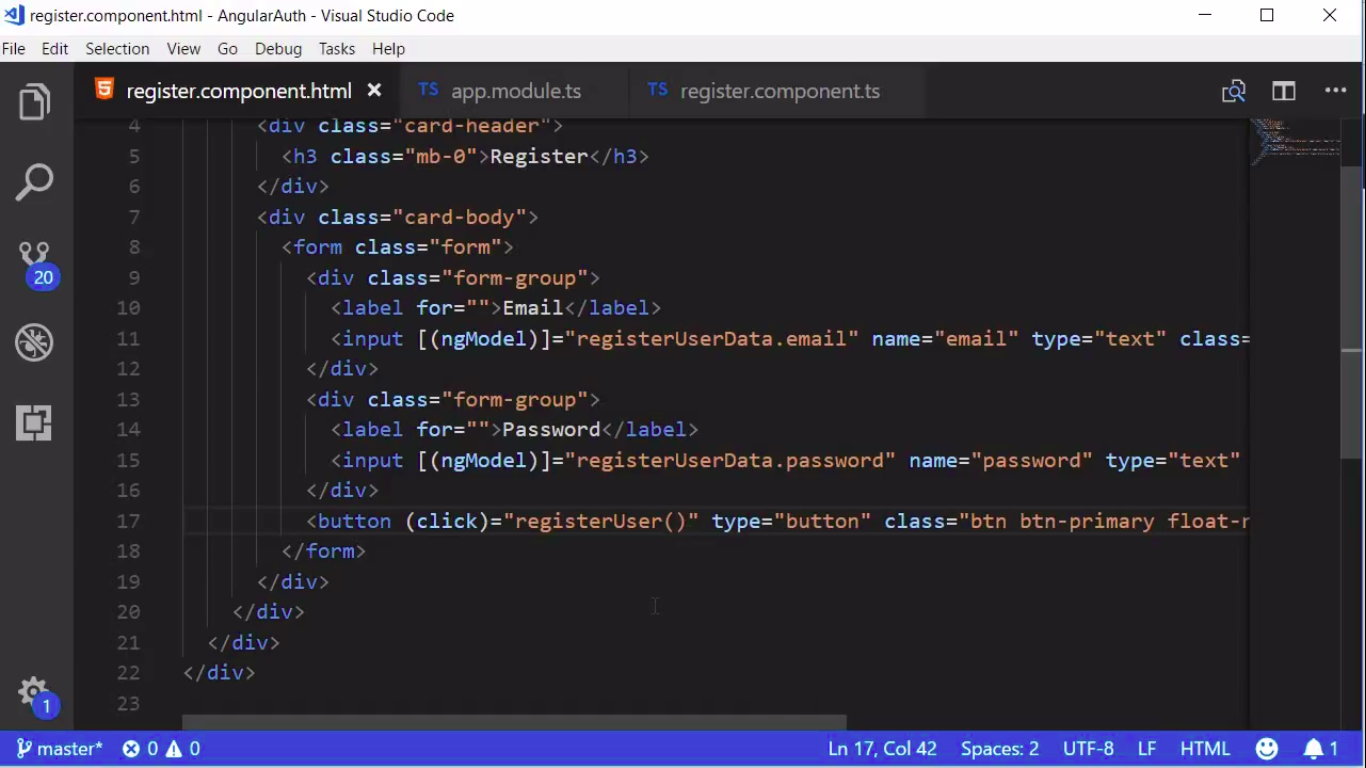 register.component.html - AngularAuth - Visual Studio Code
File Edit Selection View Go Debug Tasks Help
register.component.html TS app.module.ts TS register.component.ts
4 <div class="card-header">
5 <h3 class="mb-0">Register</h3>
6 </div>
7 <div class="card-body">
8 <form class="form">
9 <div class="form-group">
10 <label for="">Email</label>
11 <input [(ngModel)]="registerUserData.email" name="email" type="text" class=
12 </div>
13 <div class="form-group">
14 <label for="">Password</label>
15 <input [(ngModel)]="registerUserData.password" name="password" type="text"
16 </div>
17 <button (click)="registerUser()" type="button" class="btn btn-primary float-r
18 </form>
19 </div>
20 </div>
21 </div>
22 </div>
23
20
1
master* 0 0 Ln 17, Col 42 Spaces: 2 UTF-8 LF HTML 1